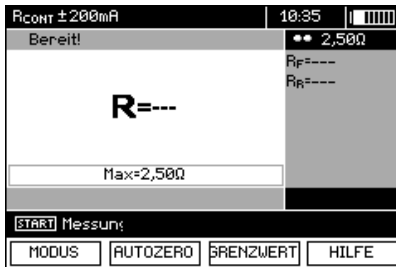 RCONT ±200mA 10:35
Bereit! 2,50Ω
RF=---
RR=---
R=---
Max=2,50Ω
START Messung
MODUS AUTOZERO GRENZWERT HILFE